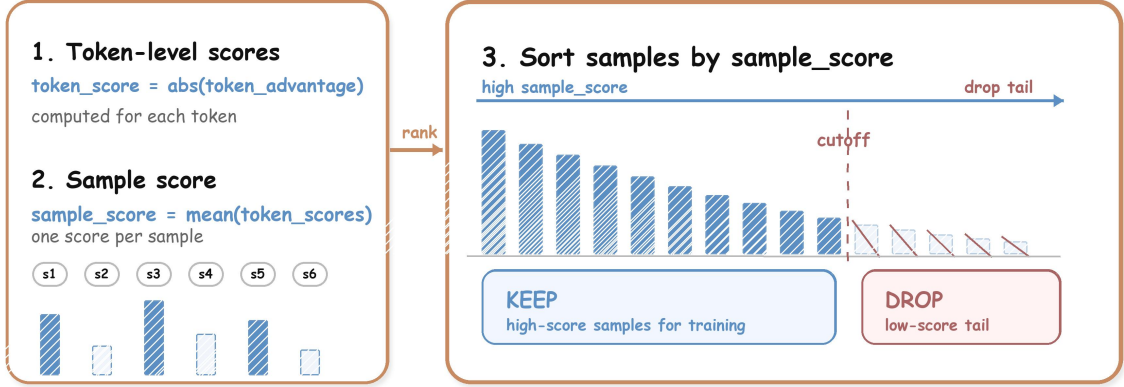 1. Token-level scores
token_score = abs(token_advantage)
computed for each token
2. Sample score
sample_score = mean(token_scores)
one score per sample
s1 s2 s3 s4 s5 s6
rank
3. Sort samples by sample_score
high sample_score drop tail
cutoff
KEEP
high-score samples for training
DROP
low-score tail